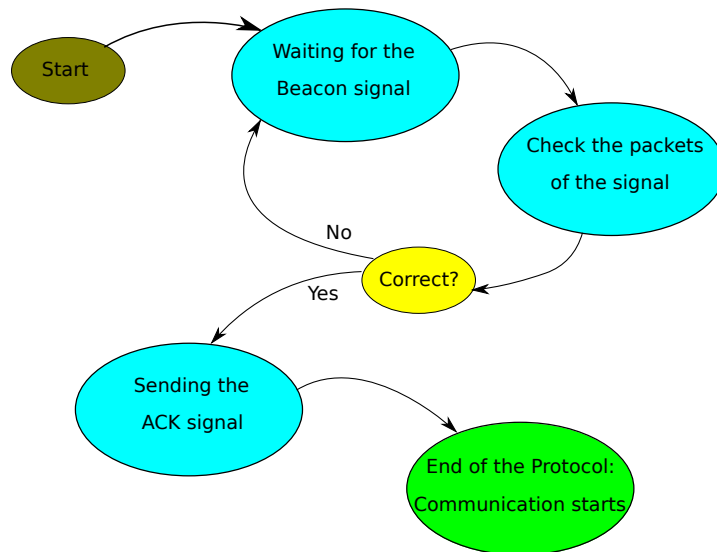 Start
Waiting for the
Beacon signal
Check the packets
of the signal
No
Correct?
Yes
Sending the
ACK signal
End of the Protocol:
Communication starts